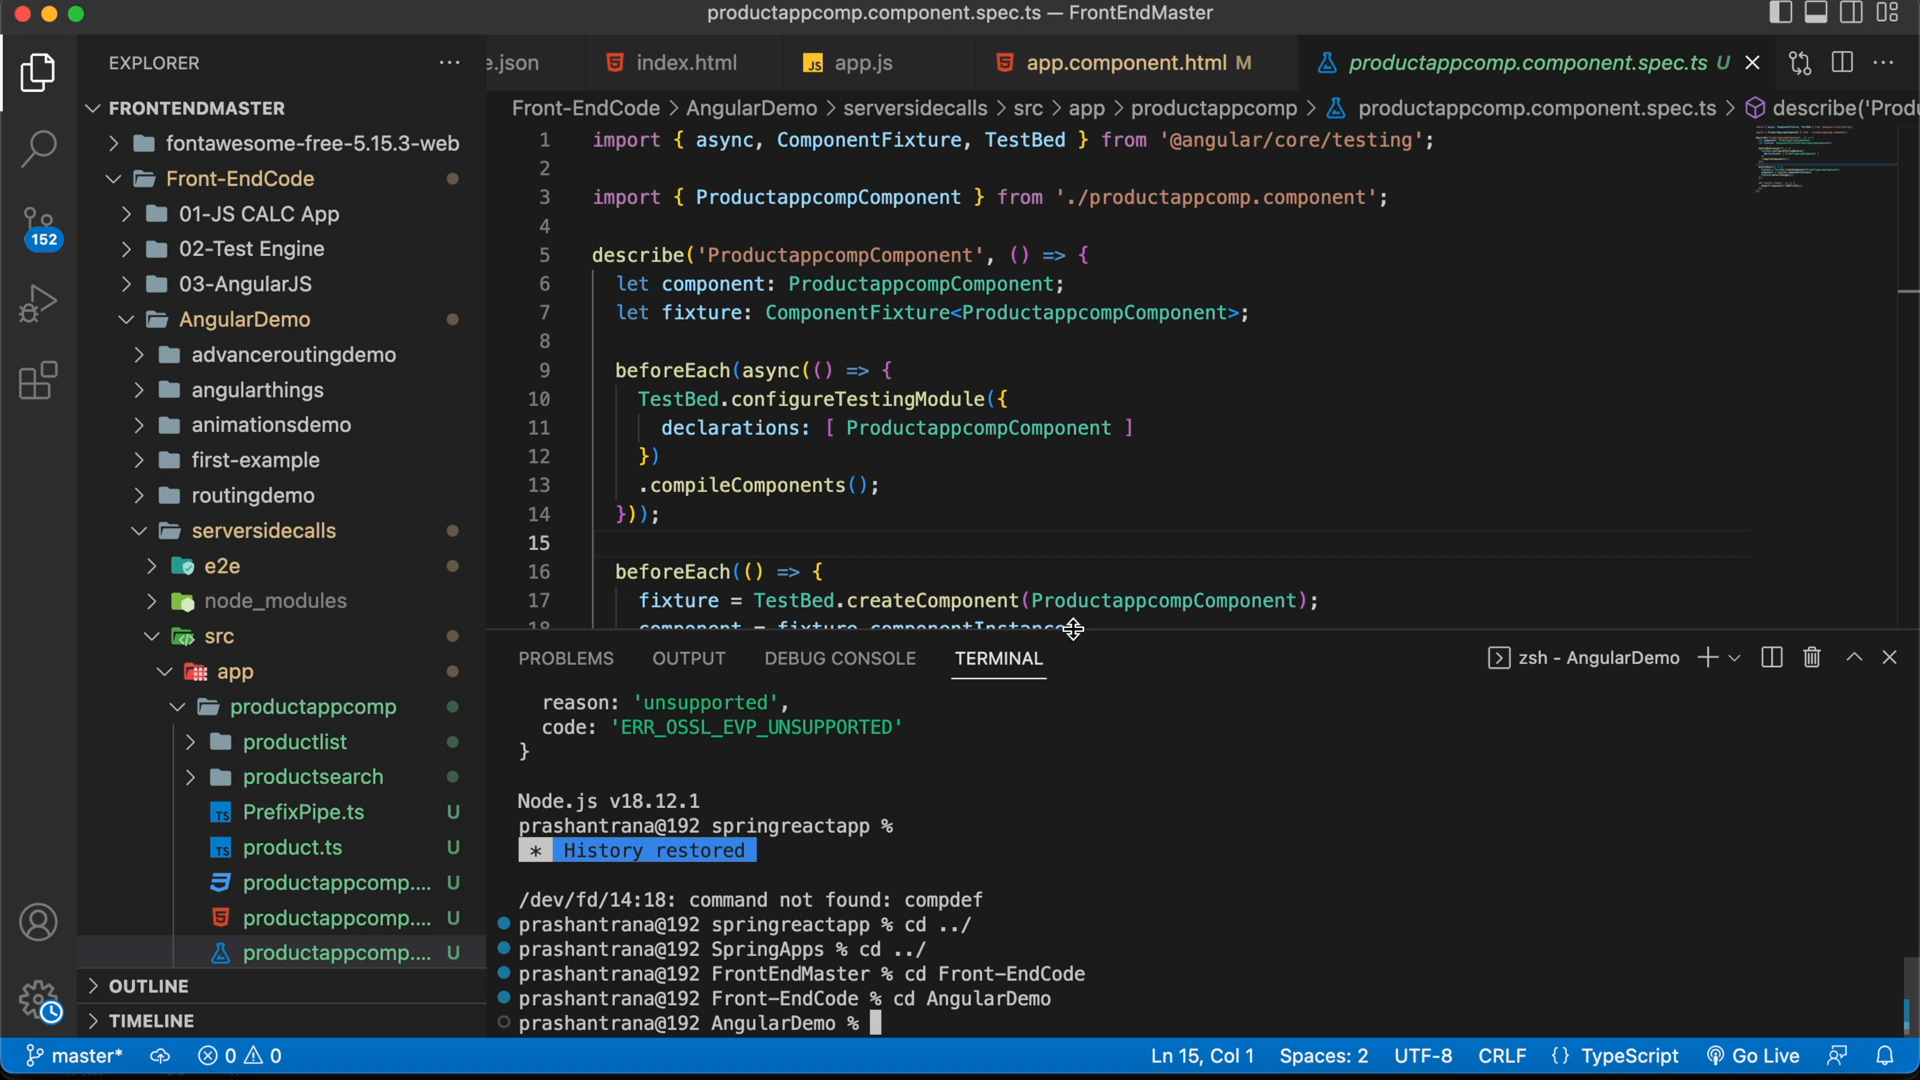 productappcomp.component.spec.ts — FrontEndMaster
EXPLORER
e.json
index.html
JS app.js
app.component.html M
productappcomp.component.spec.ts U
FRONTENDMASTER
Front-EndCode > AngularDemo > serversidecalls > src > app > productappcomp > productappcomp.component.spec.ts > describe('Produ
fontawesome-free-5.15.3-web
Front-EndCode
01-JS CALC App
02-Test Engine
03-AngularJS
AngularDemo
advanceroutingdemo
angularthings
animationsdemo
first-example
routingdemo
serversidecalls
e2e
node_modules
src
app
productappcomp
productlist
productsearch
TS PrefixPipe.ts U
TS product.ts U
productappcomp.... U
productappcomp.... U
productappcomp.... U
OUTLINE
TIMELINE
152
1 import { async, ComponentFixture, TestBed } from '@angular/core/testing';
2
3 import { ProductappcompComponent } from './productappcomp.component';
4
5 describe('ProductappcompComponent', () => {
6 let component: ProductappcompComponent;
7 let fixture: ComponentFixture<ProductappcompComponent>;
8
9 beforeEach(async(() => {
10 TestBed.configureTestingModule({
11 declarations: [ ProductappcompComponent ]
12 })
13 .compileComponents();
14 }));
15
16 beforeEach(() => {
17 fixture = TestBed.createComponent(ProductappcompComponent);
18 component = fixture.componentInstance
PROBLEMS OUTPUT DEBUG CONSOLE TERMINAL
zsh - AngularDemo
reason: 'unsupported',
code: 'ERR_OSSL_EVP_UNSUPPORTED'
}
Node.js v18.12.1
prashantrana@192 springreactapp %
* History restored
/dev/fd/14:18: command not found: compdef
prashantrana@192 springreactapp % cd ../
prashantrana@192 SpringApps % cd ../
prashantrana@192 FrontEndMaster % cd Front-EndCode
prashantrana@192 Front-EndCode % cd AngularDemo
prashantrana@192 AngularDemo %
master* 0 0 Ln 15, Col 1 Spaces: 2 UTF-8 CRLF {} TypeScript Go Live